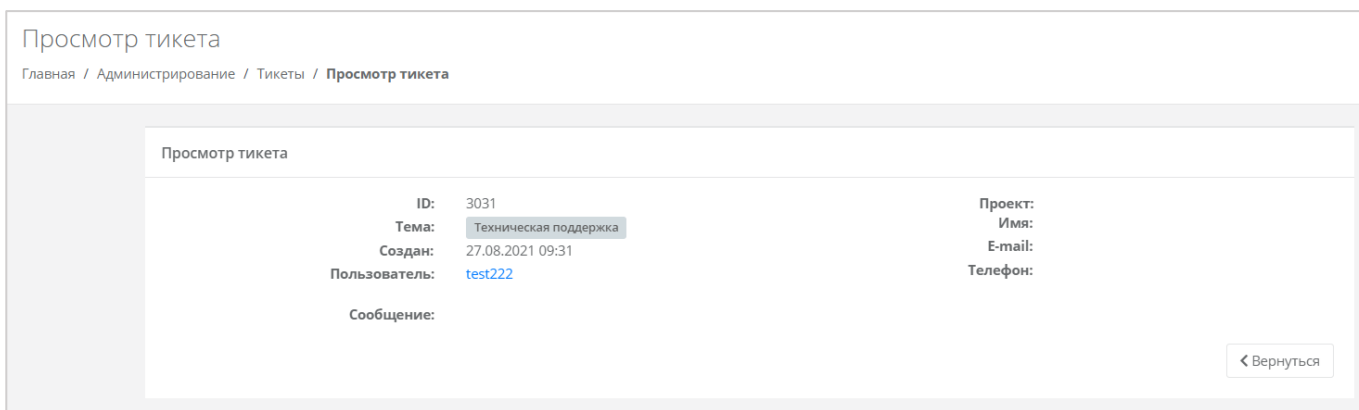 Просмотр тикета
Главная / Администрирование / Тикеты / Просмотр тикета
Просмотр тикета
ID: 3031
Тема: Техническая поддержка
Создан: 27.08.2021 09:31
Пользователь: test222
Сообщение:
Проект:
Имя:
E-mail:
Телефон:
Вернуться